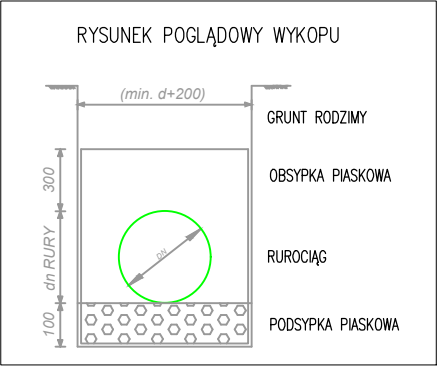 RYSUNEK POGLĄDOWY WYKOPU
(min. d+200)
GRUNT RODZIMY
300
OBSYPKA PIASKOWA
dn RURY
DN
RUROCIĄG
100
PODSYPKA PIASKOWA